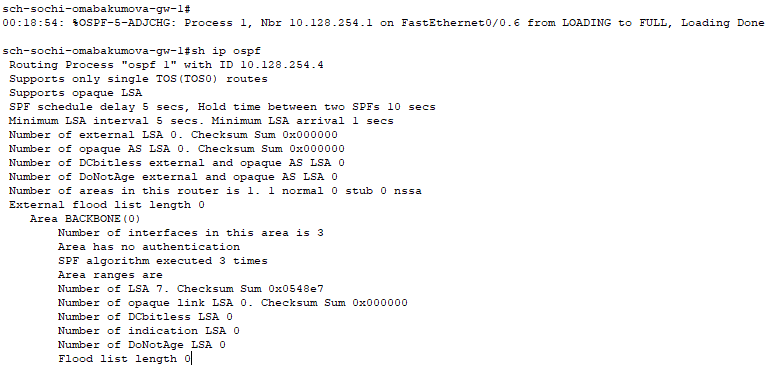 sch-sochi-omabakumova-gw-1#
00:18:54: %OSPF-5-ADJCHG: Process 1, Nbr 10.128.254.1 on FastEthernet0/0.6 from LOADING to FULL, Loading Done
sch-sochi-omabakumova-gw-1#sh ip ospf
Routing Process "ospf 1" with ID 10.128.254.4
Supports only single TOS(TOS0) routes
Supports opaque LSA
SPF schedule delay 5 secs, Hold time between two SPFs 10 secs
Minimum LSA interval 5 secs. Minimum LSA arrival 1 secs
Number of external LSA 0. Checksum Sum 0x000000
Number of opaque AS LSA 0. Checksum Sum 0x000000
Number of DCbitless external and opaque AS LSA 0
Number of DoNotAge external and opaque AS LSA 0
Number of areas in this router is 1. 1 normal 0 stub 0 nssa
External flood list length 0
Area BACKBONE(0)
Number of interfaces in this area is 3
Area has no authentication
SPF algorithm executed 3 times
Area ranges are
Number of LSA 7. Checksum Sum 0x0548e7
Number of opaque link LSA 0. Checksum Sum 0x000000
Number of DCbitless LSA 0
Number of indication LSA 0
Number of DoNotAge LSA 0
Flood list length 0